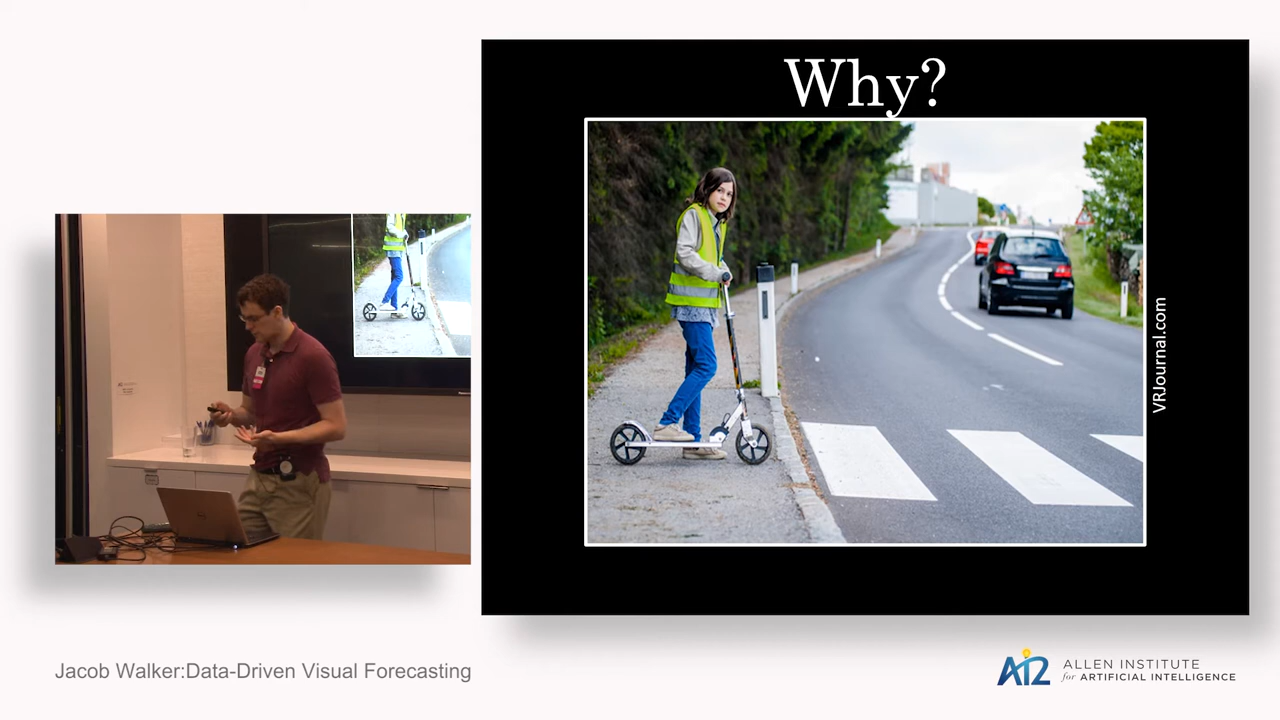 Why?
VRJournal.com
Jacob Walker:Data-Driven Visual Forecasting
AI2 ALLEN INSTITUTE
for ARTIFICIAL INTELLIGENCE